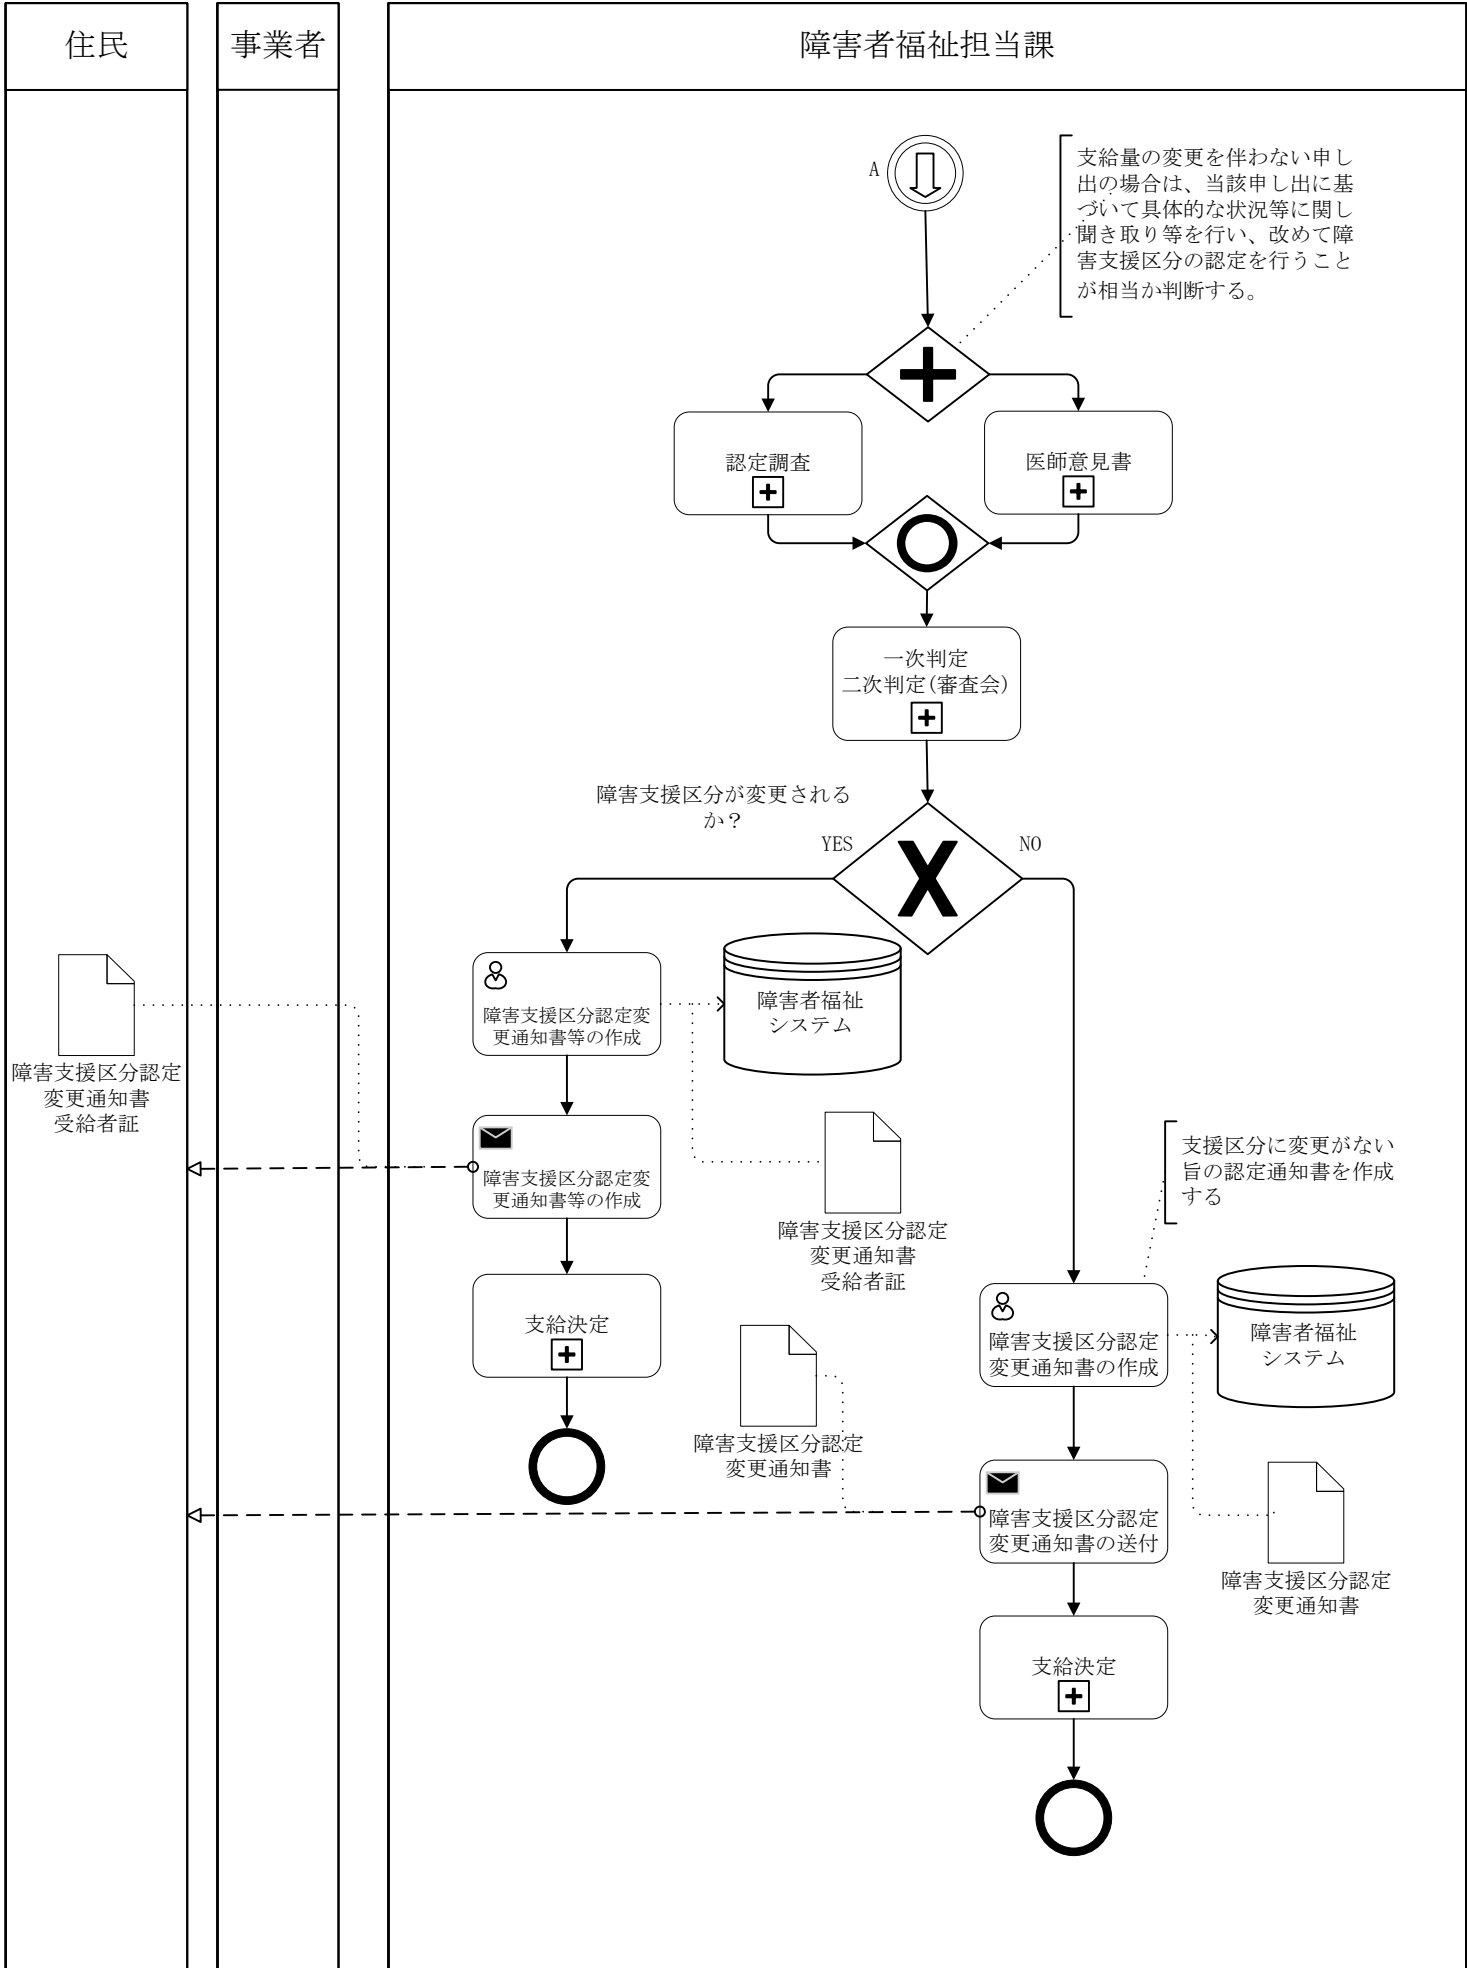 住民
事業者
障害者福祉担当課
A
支給量の変更を伴わない申し
出の場合は、当該申し出に基
づいて具体的な状況等に関し
聞き取り等を行い、改めて障
害支援区分の認定を行うこと
が相当か判断する。
認定調査
医師意見書
一次判定
二次判定(審査会)
障害支援区分が変更される
か？
YES
NO
障害支援区分認定変
更通知書等の作成
障害者福祉
システム
障害支援区分認定
変更通知書
受給者証
障害支援区分認定変
更通知書等の作成
障害支援区分認定
変更通知書
受給者証
支援区分に変更がない
旨の認定通知書を作成
する
支給決定
障害支援区分認定
変更通知書の作成
障害者福祉
システム
障害支援区分認定
変更通知書
障害支援区分認定
変更通知書の送付
障害支援区分認定
変更通知書
支給決定